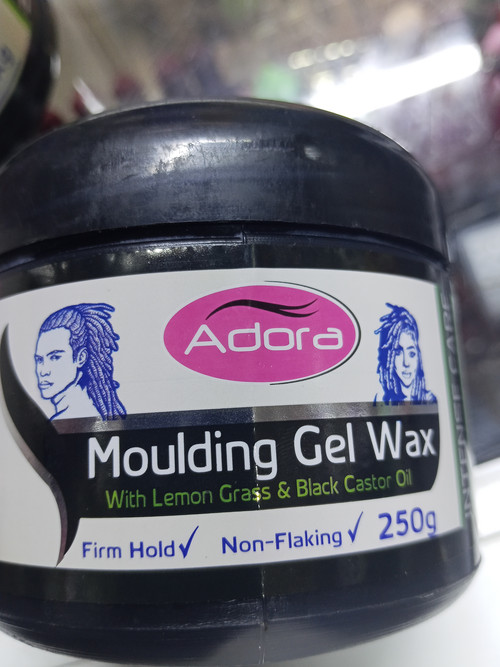 Adora
Moulding Gel Wax
With Lemon Grass & Black Castor Oil
Firm Hold✓ Non-Flaking✓ 250g